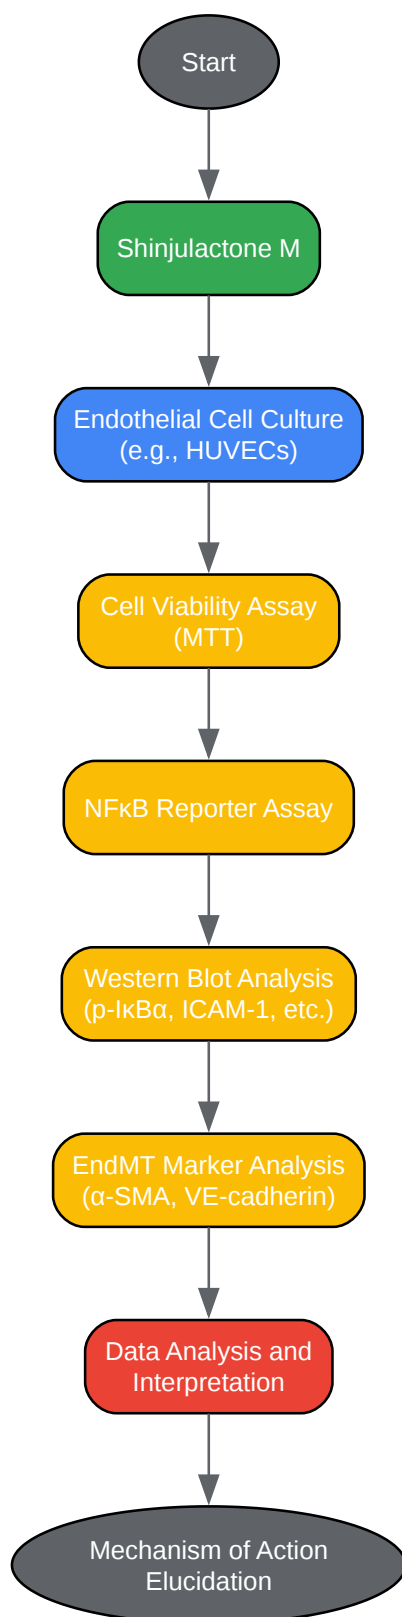 Start
Shinjulactone M
Endothelial Cell Culture
(e.g., HUVECs)
Cell Viability Assay
(MTT)
NFκB Reporter Assay
Western Blot Analysis
(p-IκBα, ICAM-1, etc.)
EndMT Marker Analysis
(α-SMA, VE-cadherin)
Data Analysis and
Interpretation
Mechanism of Action
Elucidation